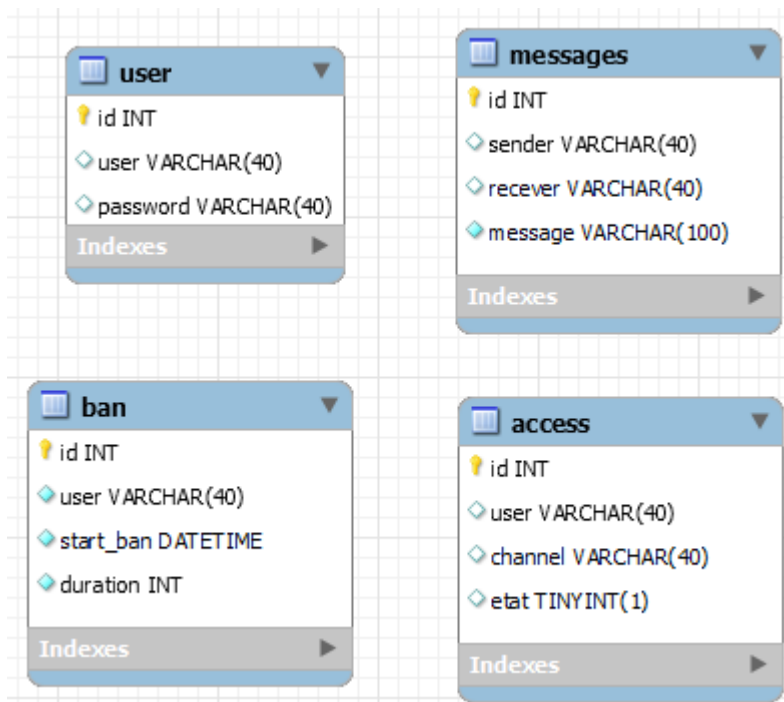 user
id INT
user VARCHAR(40)
password VARCHAR(40)
Indexes
messages
id INT
sender VARCHAR(40)
recever VARCHAR(40)
message VARCHAR(100)
Indexes
ban
id INT
user VARCHAR(40)
start_ban DATETIME
duration INT
Indexes
access
id INT
user VARCHAR(40)
channel VARCHAR(40)
etat TINYINT(1)
Indexes